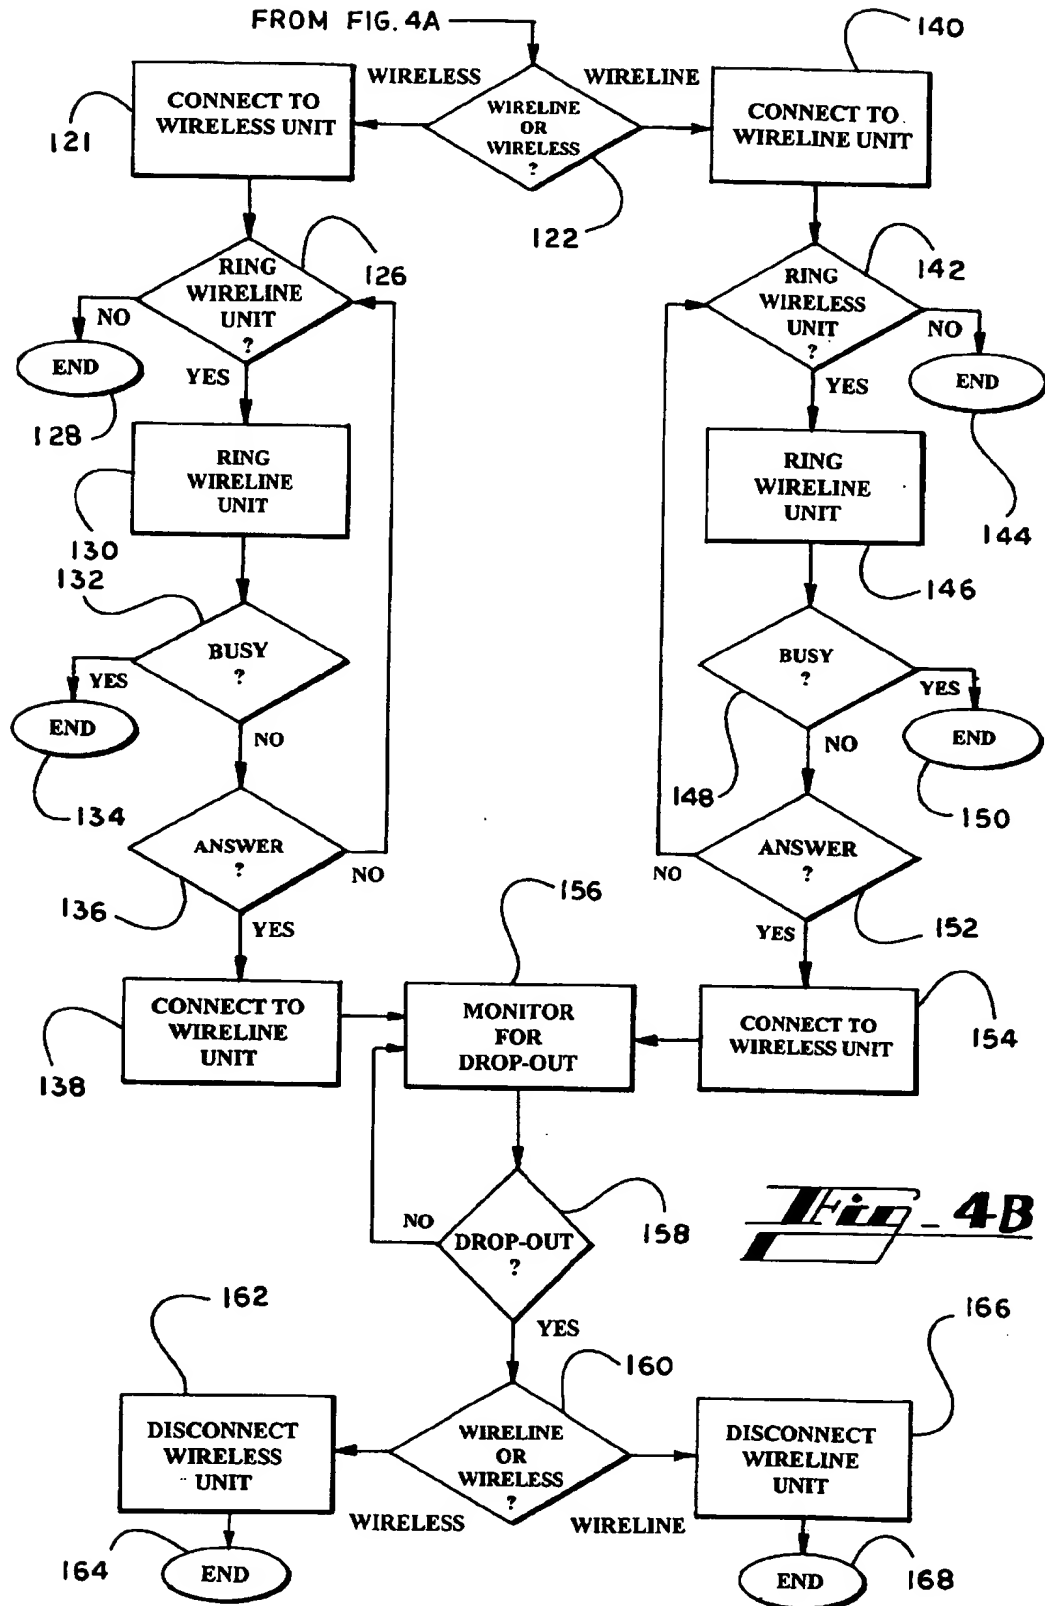 FROM FIG. 4A
140
WIRELESS
WIRELINE
CONNECT TO
WIRELESS UNIT
WIRELINE
OR
WIRELESS
?
CONNECT TO
WIRELINE UNIT
121
122
RING
WIRELINE
UNIT
?
126
NO
YES
END
128
RING
WIRELESS
UNIT
?
142
NO
YES
END
144
RING
WIRELINE
UNIT
130
RING
WIRELINE
UNIT
146
132
BUSY
?
YES
NO
END
134
BUSY
?
YES
NO
148
END
150
ANSWER
?
NO
136
YES
ANSWER
?
NO
152
YES
156
CONNECT TO
WIRELINE
UNIT
138
MONITOR
FOR
DROP-OUT
CONNECT TO
WIRELESS UNIT
154
NO
DROP-OUT
?
158
YES
Fig_4B
162
160
166
DISCONNECT
WIRELESS
UNIT
WIRELINE
OR
WIRELESS
?
DISCONNECT
WIRELINE
UNIT
WIRELESS
WIRELINE
164
END
END
168